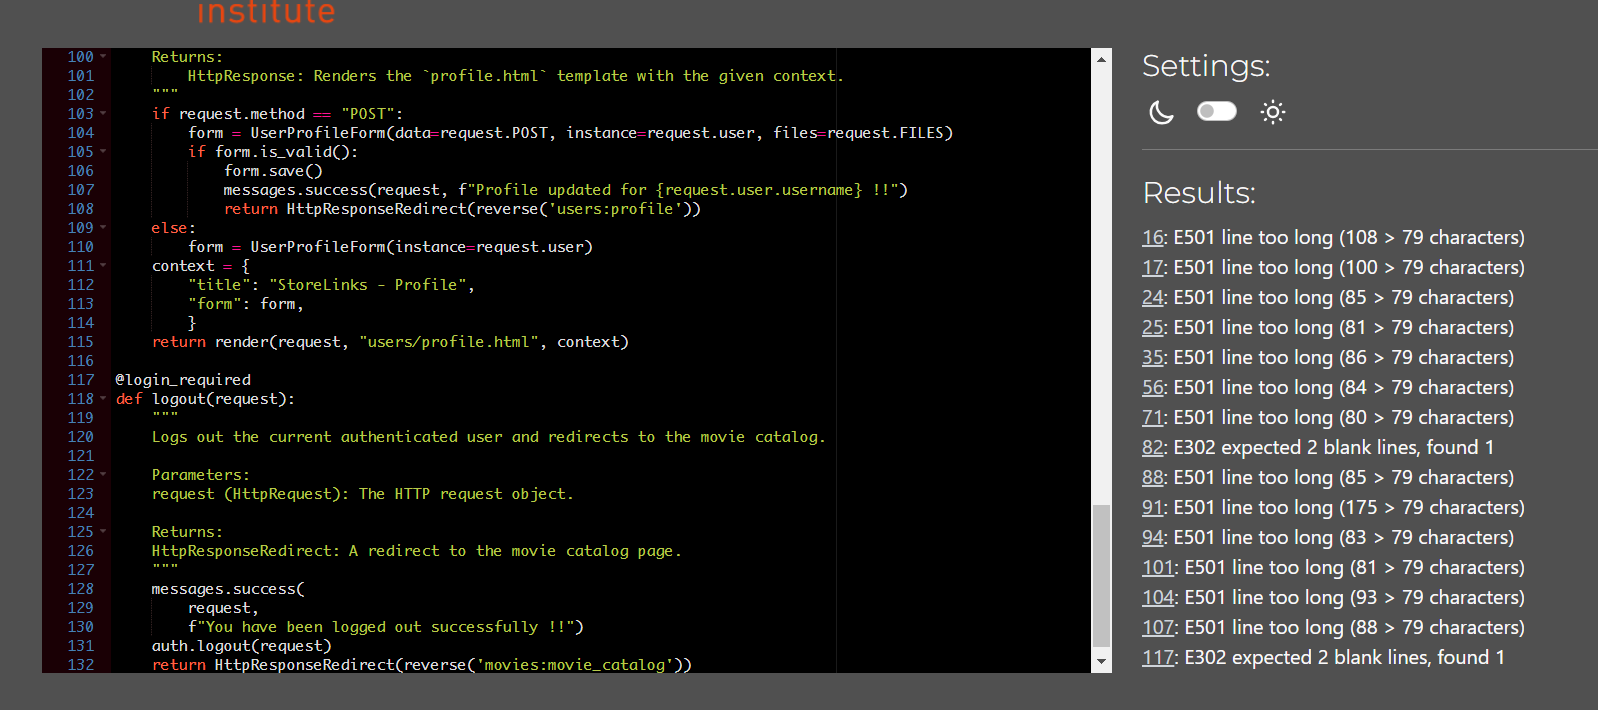 institute
100 Returns:
101 HttpResponse: Renders the `profile.html` template with the given context.
102 """
103 if request.method == "POST":
104 form = UserProfileForm(data=request.POST, instance=request.user, files=request.FILES)
105 if form.is_valid():
106 form.save()
107 messages.success(request, f"Profile updated for {request.user.username} !!")
108 return HttpResponseRedirect(reverse('users:profile'))
109 else:
110 form = UserProfileForm(instance=request.user)
111 context = {
112 "title": "StoreLinks - Profile",
113 "form": form,
114 }
115 return render(request, "users/profile.html", context)
116
117 @login_required
118 def logout(request):
119 """
120 Logs out the current authenticated user and redirects to the movie catalog.
121
122 Parameters:
123 request (HttpRequest): The HTTP request object.
124
125 Returns:
126 HttpResponseRedirect: A redirect to the movie catalog page.
127 """
128 messages.success(
129 request,
130 f"You have been logged out successfully !!")
131 auth.logout(request)
132 return HttpResponseRedirect(reverse('movies:movie_catalog'))
Settings:
Results:
16: E501 line too long (108 > 79 characters)
17: E501 line too long (100 > 79 characters)
24: E501 line too long (85 > 79 characters)
25: E501 line too long (81 > 79 characters)
35: E501 line too long (86 > 79 characters)
56: E501 line too long (84 > 79 characters)
71: E501 line too long (80 > 79 characters)
82: E302 expected 2 blank lines, found 1
88: E501 line too long (85 > 79 characters)
91: E501 line too long (175 > 79 characters)
94: E501 line too long (83 > 79 characters)
101: E501 line too long (81 > 79 characters)
104: E501 line too long (93 > 79 characters)
107: E501 line too long (88 > 79 characters)
117: E302 expected 2 blank lines, found 1